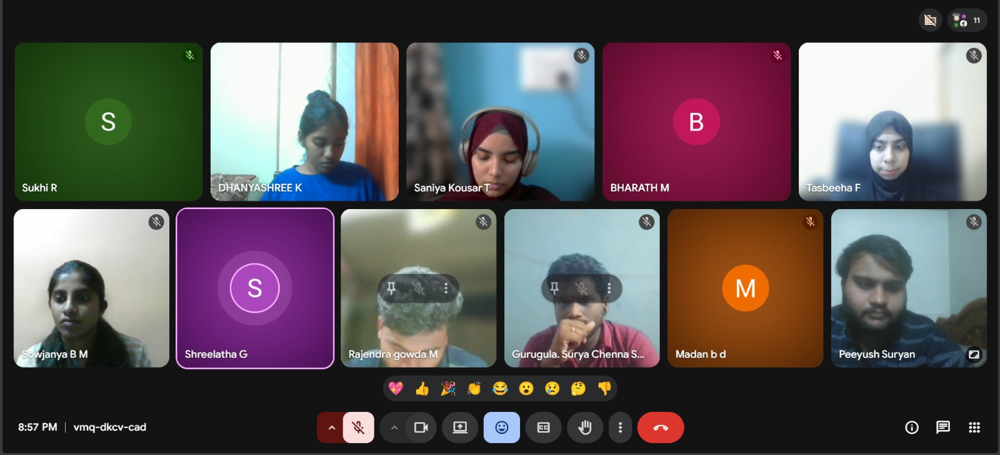 11
S
Sukhi R
DHANYASHREE K
Saniya Kousar T
B
BHARATH M
Tasbeeha F
Sowjanya B M
S
Shreelatha G
Rajendra gowda M
Gurugula. Surya Chenna S...
M
Madan b d
Peeyush Suryan
8:57 PM | vmq-dkcv-cad
CC